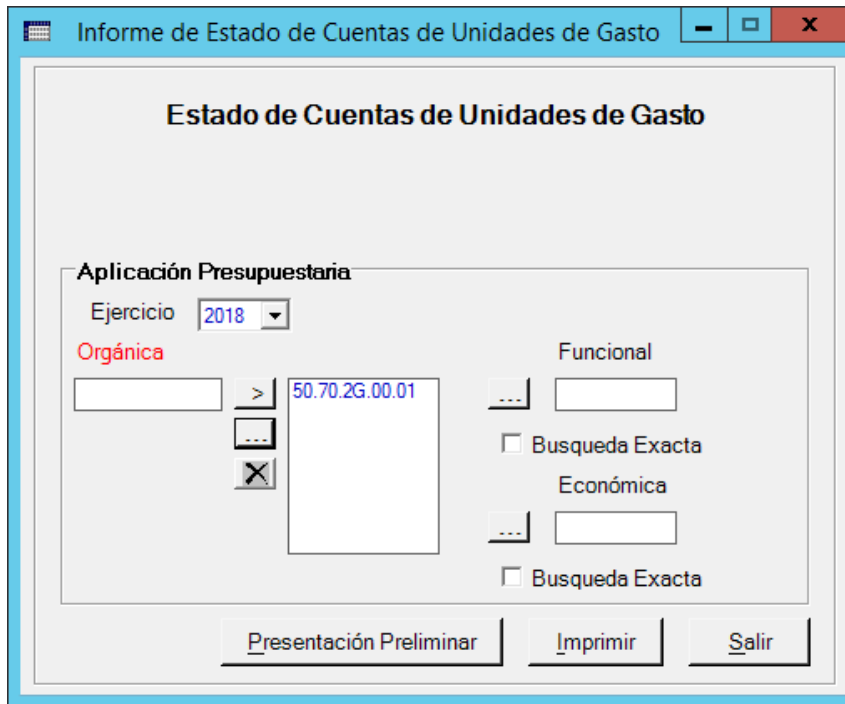 Informe de Estado de Cuentas de Unidades de Gasto
Estado de Cuentas de Unidades de Gasto
Aplicación Presupuestaria
Ejercicio 2018
Orgánica Funcional
> 50.70.2G.00.01 ...
...
X
Busqueda Exacta
Económica
...
Busqueda Exacta
Presentación Preliminar Imprimir Salir